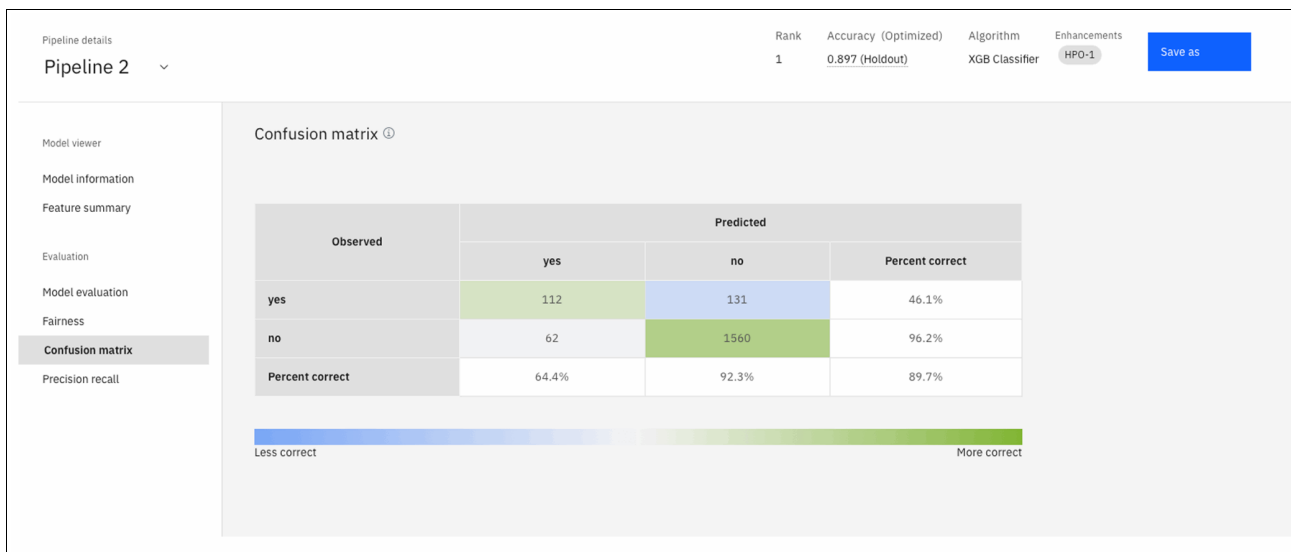 Pipeline details
Pipeline 2
Rank
1
Accuracy (Optimized)
0.897 (Holdout)
Algorithm
XGB Classifier
Enhancements
HPO-1
Save as
Model viewer
Model information
Feature summary
Evaluation
Model evaluation
Fairness
Confusion matrix
Precision recall
Confusion matrix
Observed
Predicted
yes no Percent correct
yes 112 131 46.1%
no 62 1560 96.2%
Percent correct 64.4% 92.3% 89.7%
Less correct More correct